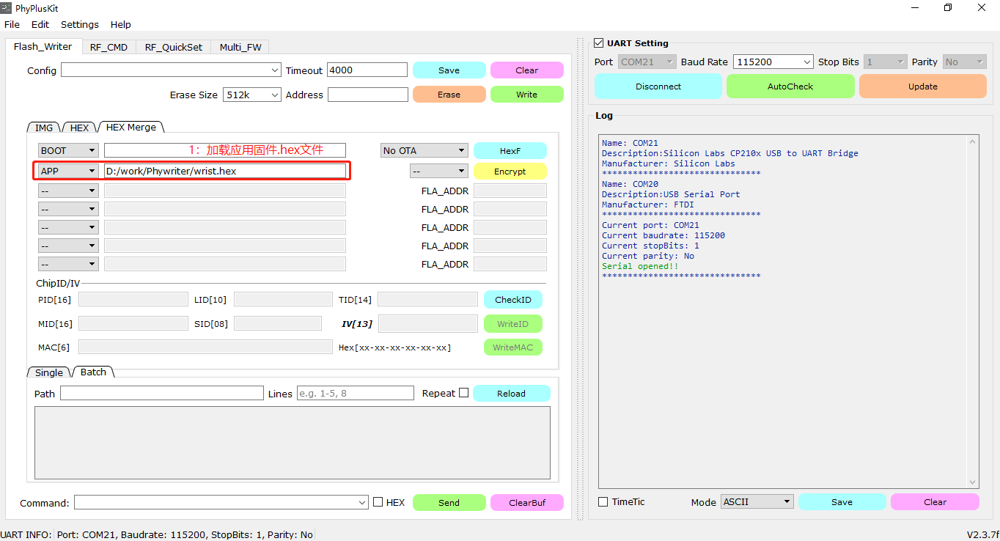 PhyPlusKit
File Edit Settings Help
Flash_Writer RF_CMD RF_QuickSet Multi_FW
Config Timeout 4000 Save Clear
Erase Size 512k Address Erase Write
IMG HEX HEX Merge
BOOT 1：加载应用固件.hex文件 No OTA HexF
APP D:/work/Phywriter/wrist.hex -- Encrypt
-- FLA_ADDR
-- FLA_ADDR
-- FLA_ADDR
-- FLA_ADDR
-- FLA_ADDR
ChipID/IV
PID[16] LID[10] TID[14] CheckID
MID[16] SID[08] IV[13] WriteID
MAC[6] Hex[xx-xx-xx-xx-xx-xx] WriteMAC
Single Batch
Path Lines e.g. 1-5, 8 Repeat Reload
Command: HEX Send ClearBuf
UART Setting
Port COM21 Baud Rate 115200 Stop Bits 1 Parity No
Disconnect AutoCheck Update
Log
Name: COM21
Description:Silicon Labs CP210x USB to UART Bridge
Manufacturer: Silicon Labs
*******************************
Name: COM20
Description:USB Serial Port
Manufacturer: FTDI
*******************************
Current port: COM21
Current baudrate: 115200
Current stopBits: 1
Current parity: No
Serial opened!!
*******************************
TimeTic Mode ASCII Save Clear
UART INFO: Port: COM21, Baudrate: 115200, StopBits: 1, Parity: No V2.3.7f